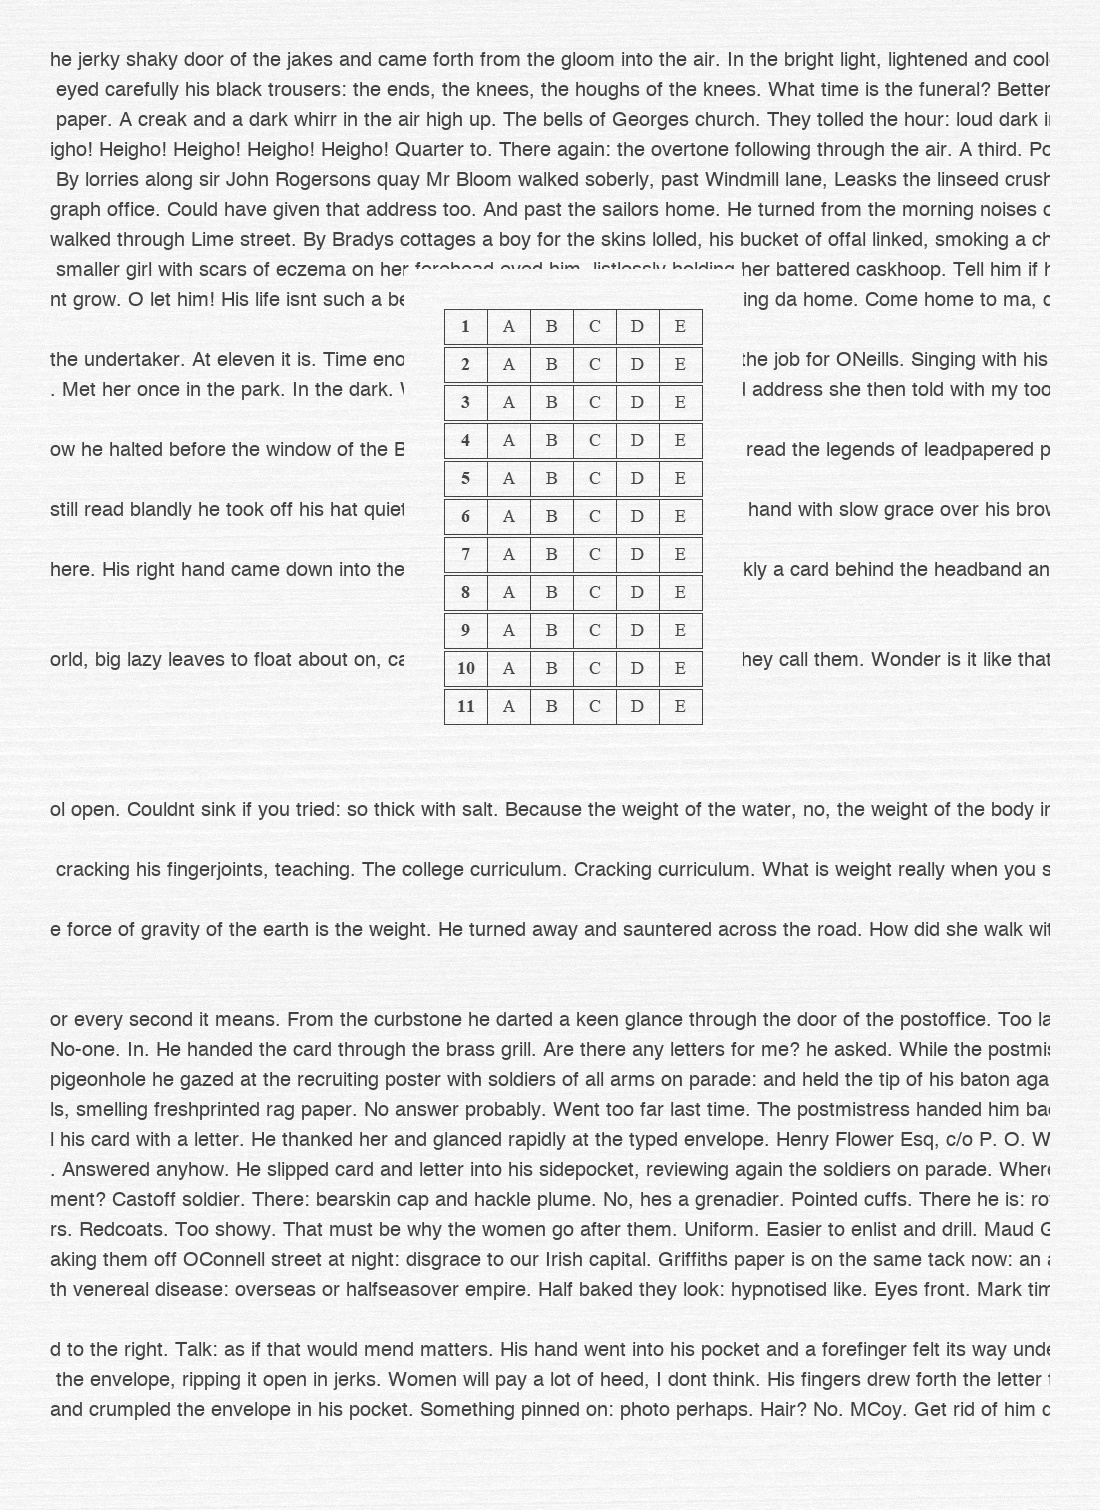 he jerky shaky door of the jakes and came forth from the gloom into the air. In the bright light, lightened and cool
eyed carefully his black trousers: the ends, the knees, the houghs of the knees. What time is the funeral? Better
paper. A creak and a dark whirr in the air high up. The bells of Georges church. They tolled the hour: loud dark
igho! Heigho! Heigho! Heigho! Heigho! Quarter to. There again: the overtone following through the air. A third.
By lorries along sir John Rogersons quay Mr Bloom walked soberly, past Windmill lane, Leasks the linseed crush
graph office. Could have given that address too. And past the sailors home. He turned from the morning noises
walked through Lime street. By Bradys cottages a boy for the skins lolled, his bucket of offal linked, smoking a
smaller girl with scars of eczema on her forehead eyed him, listlessly holding her battered caskhoop. Tell him if
nt grow. O let him! His life isnt such a ing da home. Come home to ma,
1 A B C D E
the undertaker. At eleven it is. Time the job for ONeills. Singing with his
2 A B C D E
. Met her once in the park. In the dark. address she then told with my
3 A B C D E
4 A B C D E
ow he halted before the window of the read the legends of leadpapered
5 A B C D E
still read blandly he took off his hat hand with slow grace over his
6 A B C D E
7 A B C D E
here. His right hand came down into the kly a card behind the headband
8 A B C D E
9 A B C D E
orld, big lazy leaves to float about on, hey call them. Wonder is it like that
10 A B C D E
11 A B C D E
ol open. Couldnt sink if you tried: so thick with salt. Because the weight of the water, no, the weight of the body
cracking his fingerjoints, teaching. The college curriculum. Cracking curriculum. What is weight really when you
e force of gravity of the earth is the weight. He turned away and sauntered across the road. How did she walk
or every second it means. From the curbstone he darted a keen glance through the door of the postoffice. Too
No-one. In. He handed the card through the brass grill. Are there any letters for me? he asked. While the
pigeonhole he gazed at the recruiting poster with soldiers of all arms on parade: and held the tip of his baton aga
ls, smelling freshprinted rag paper. No answer probably. Went too far last time. The postmistress handed him
l his card with a letter. He thanked her and glanced rapidly at the typed envelope. Henry Flower Esq, c/o P. O.
. Answered anyhow. He slipped card and letter into his sidepocket, reviewing again the soldiers on parade.
ment? Castoff soldier. There: bearskin cap and hackle plume. No, hes a grenadier. Pointed cuffs. There he is:
rs. Redcoats. Too showy. That must be why the women go after them. Uniform. Easier to enlist and drill. Maud
aking them off OConnell street at night: disgrace to our Irish capital. Griffiths paper is on the same tack now: an
th venereal disease: overseas or halfseasover empire. Half baked they look: hypnotised like. Eyes front. Mark
d to the right. Talk: as if that would mend matters. His hand went into his pocket and a forefinger felt its way
the envelope, ripping it open in jerks. Women will pay a lot of heed, I dont think. His fingers drew forth the letter
and crumpled the envelope in his pocket. Something pinned on: photo perhaps. Hair? No. MCoy. Get rid of him